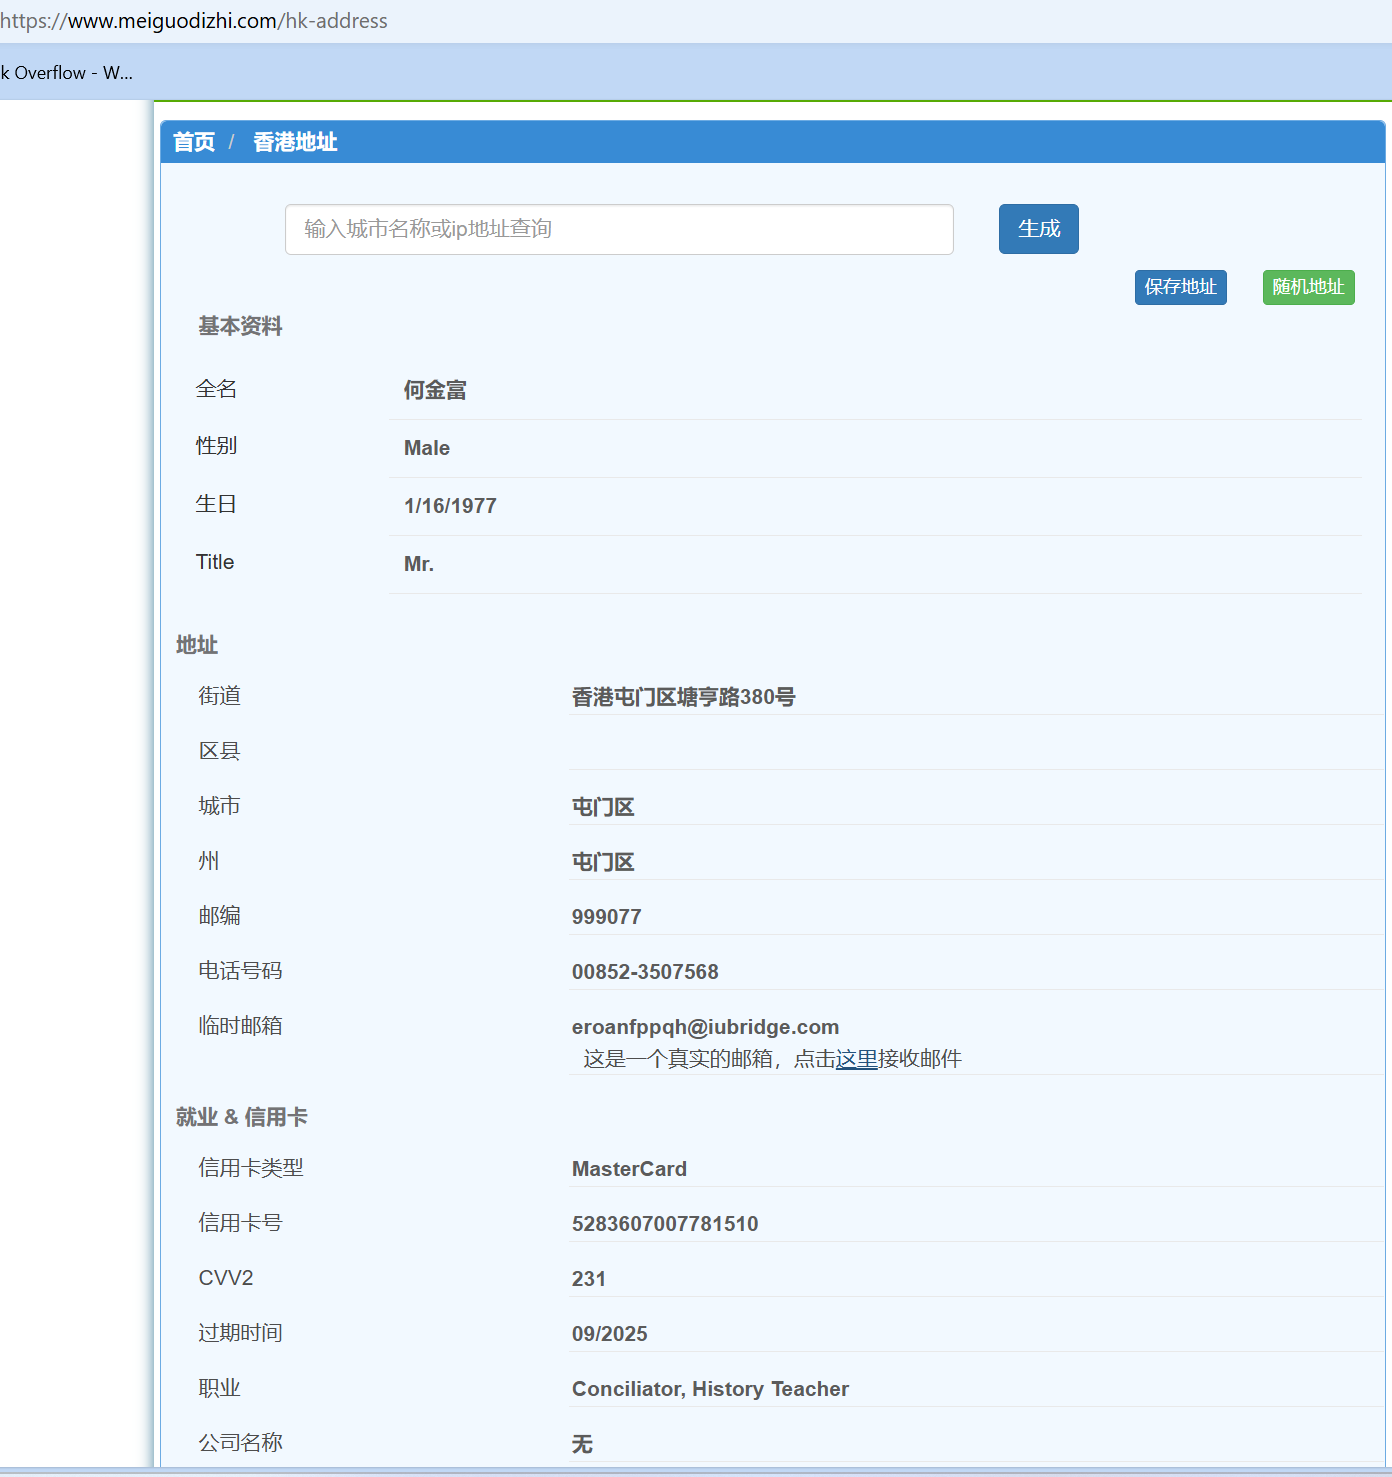 https://www.meiguodizhi.com/hk-address
k Overflow - W...
首页 / 香港地址
输入城市名称或ip地址查询 生成
保存地址 随机地址
基本资料
全名 何金富
性别 Male
生日 1/16/1977
Title Mr.
地址
街道 香港屯门区塘亨路380号
区县
城市 屯门区
州 屯门区
邮编 999077
电话号码 00852-3507568
临时邮箱 eroanfppqh@iubridge.com
这是一个真实的邮箱，点击这里接收邮件
就业 & 信用卡
信用卡类型 MasterCard
信用卡号 5283607007781510
CVV2 231
过期时间 09/2025
职业 Conciliator, History Teacher
公司名称 无